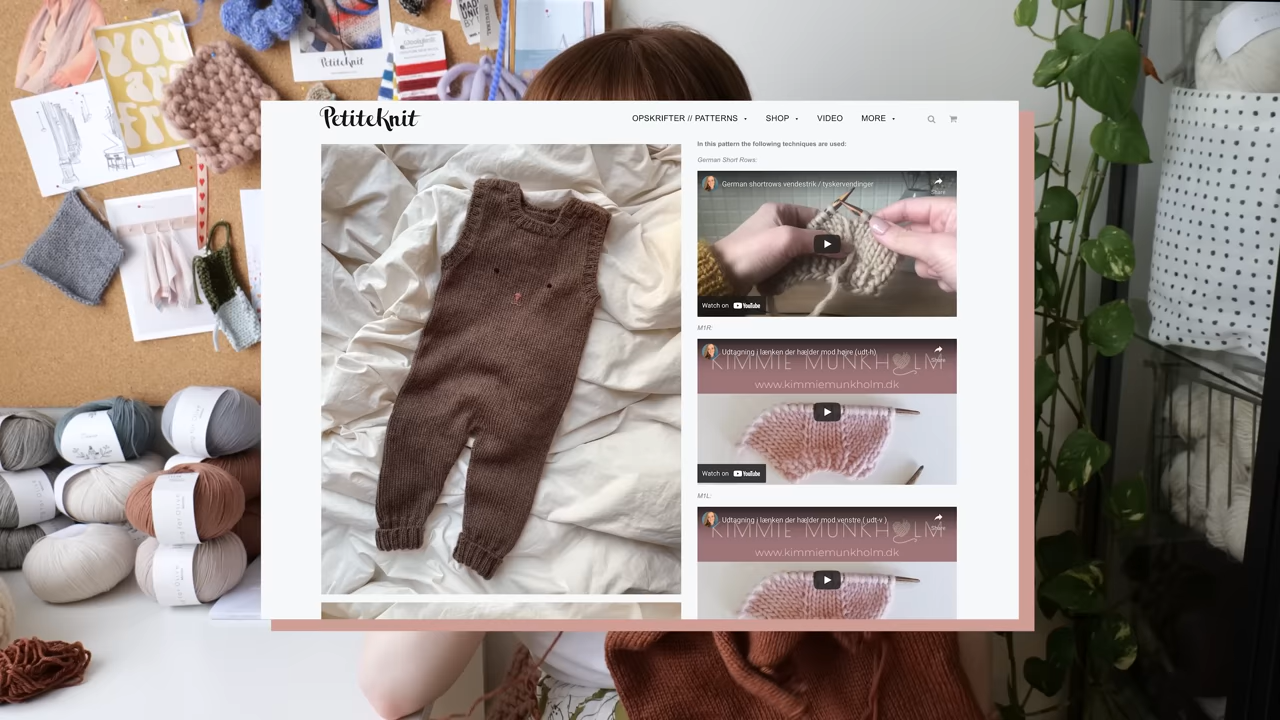 YOU
are
PetiteKnit
MADE
UNI
BY
PetiteKnit
OPSKRIFTER // PATTERNS
SHOP
VIDEO
MORE
In this pattern the following techniques are used:
German Short Rows:
German shortrows vendestrik / tyskervendinger
Share
Watch on YouTube
M1R:
Udtagning i lænken der hælder mod højre (udt-h)
Share
KIMMIE MUNKHOLM
www.kimmiemunkholm.dk
Watch on YouTube
M1L:
Udtagning i lænken der hælder mod venstre ( udt-v )
Share
KIMMIE MUNKHOLM
www.kimmiemunkholm.dk